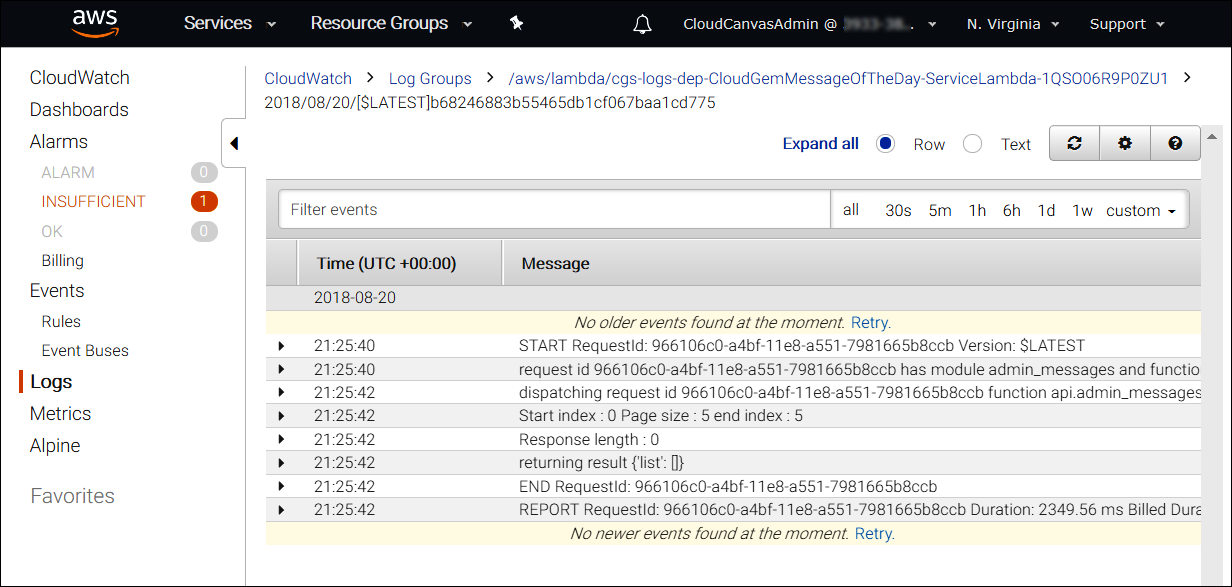 aws Services Resource Groups CloudCanvasAdmin @ N. Virginia Support
CloudWatch
Dashboards
Alarms
ALARM 0
INSUFFICIENT 1
OK 0
Billing
Events
Rules
Event Buses
Logs
Metrics
Alpine
Favorites
CloudWatch > Log Groups > /aws/lambda/cgs-logs-dep-CloudGemMessageOfTheDay-ServiceLambda-1QSO06R9P0ZU1 >
2018/08/20/[$LATEST]b68246883b55465db1cf067baa1cd775
Expand all Row Text
Filter events all 30s 5m 1h 6h 1d 1w custom
Time (UTC +00:00) Message
2018-08-20
No older events found at the moment. Retry.
21:25:40 START RequestId: 966106c0-a4bf-11e8-a551-7981665b8ccb Version: $LATEST
21:25:40 request id 966106c0-a4bf-11e8-a551-7981665b8ccb has module admin_messages and functio
21:25:42 dispatching request id 966106c0-a4bf-11e8-a551-7981665b8ccb function api.admin_messages
21:25:42 Start index : 0 Page size : 5 end index : 5
21:25:42 Response length : 0
21:25:42 returning result {'list': []}
21:25:42 END RequestId: 966106c0-a4bf-11e8-a551-7981665b8ccb
21:25:42 REPORT RequestId: 966106c0-a4bf-11e8-a551-7981665b8ccb Duration: 2349.56 ms Billed Dura
No newer events found at the moment. Retry.